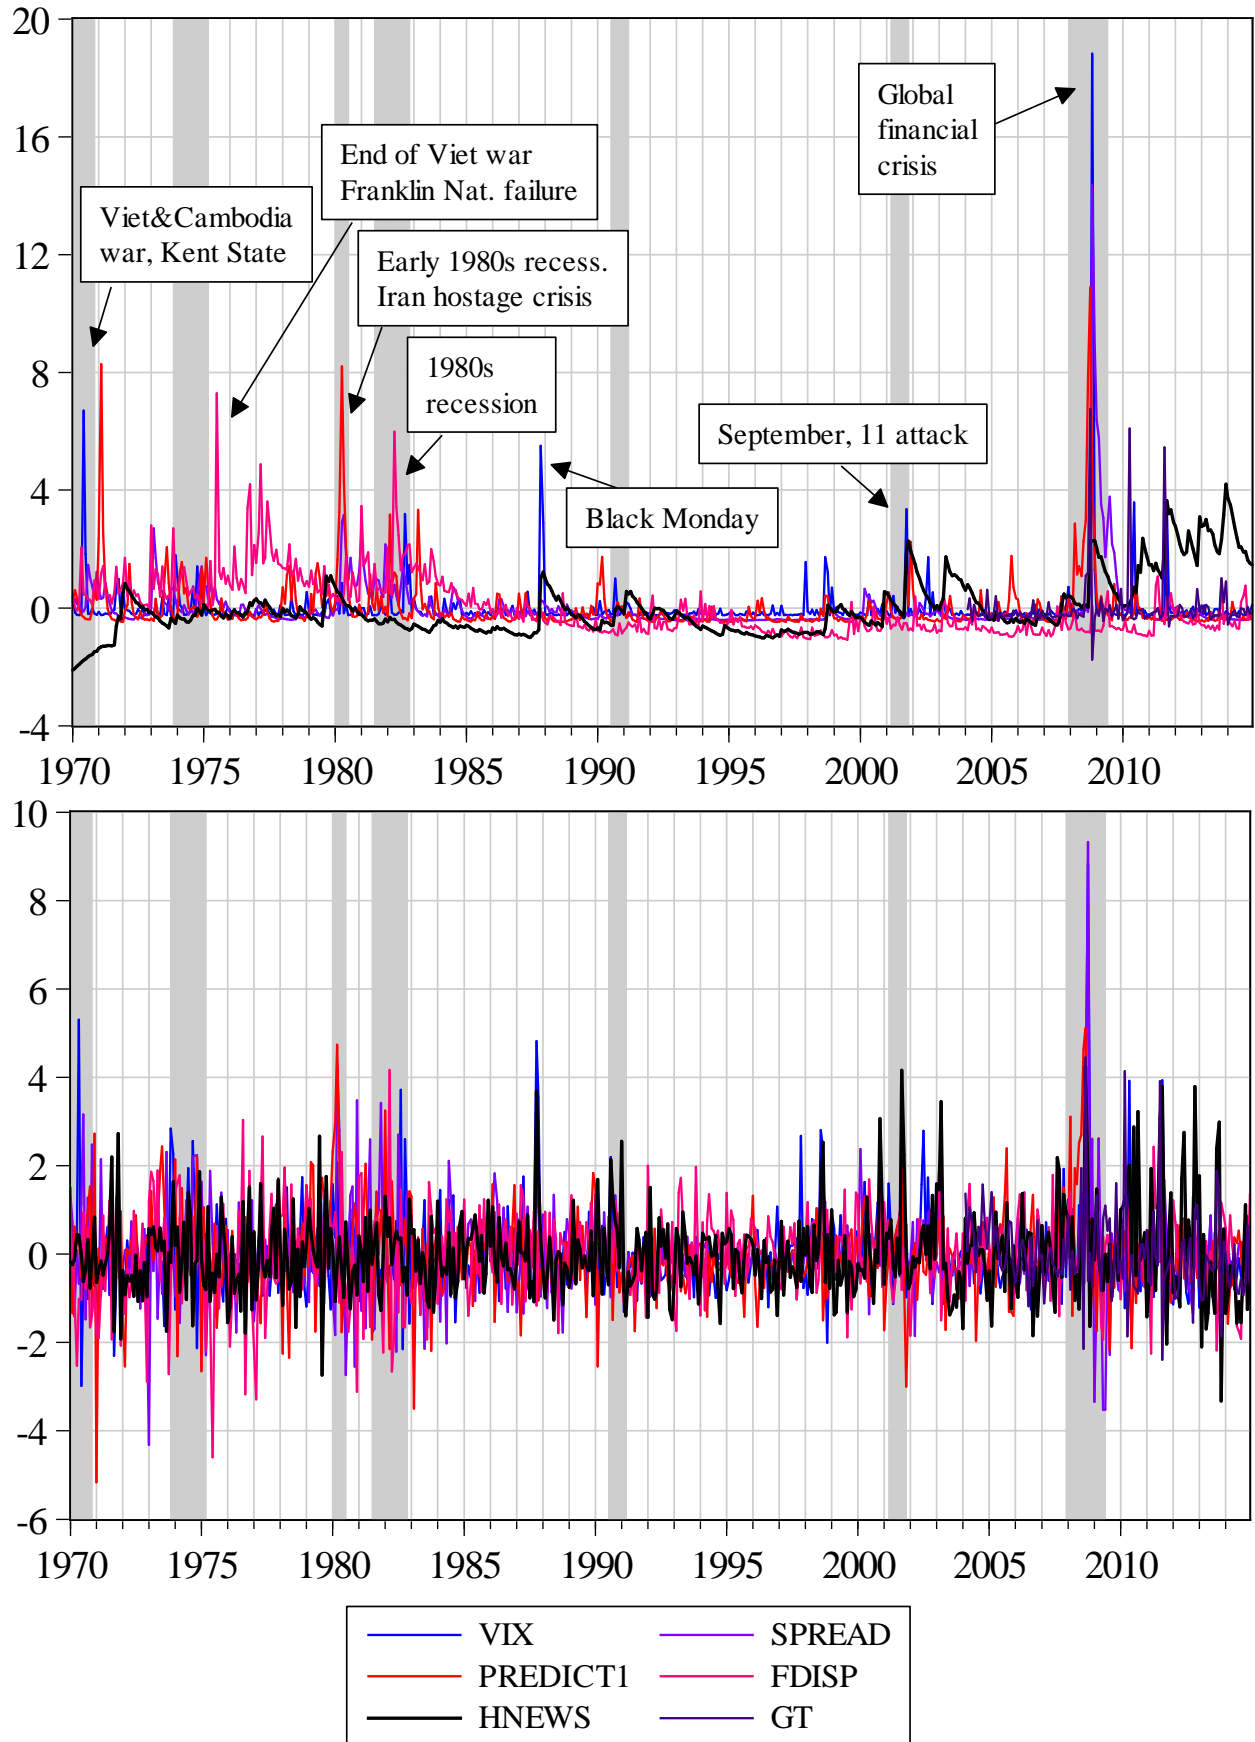 20
16
12
8
4
0
-4
Viet&Cambodia
war, Kent State
End of Viet war
Franklin Nat. failure
Early 1980s recess.
Iran hostage crisis
1980s
recession
Black Monday
September, 11 attack
Global
financial
crisis
1970 1975 1980 1985 1990 1995 2000 2005 2010
10
8
6
4
2
0
-2
-4
-6
1970 1975 1980 1985 1990 1995 2000 2005 2010
VIX SPREAD
PREDICT1 FDISP
HNEWS GT